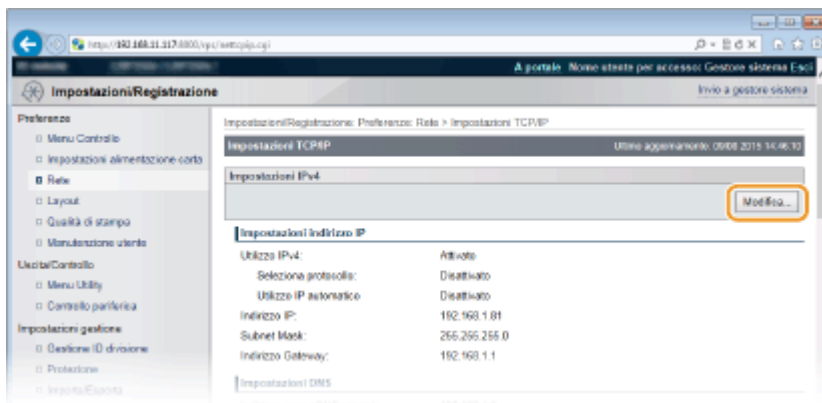 A portale Nome utente per accesso: Gestore sistema Esci
Impostazioni/Registrazione
Invio a gestore sistema
Preferenze
Menu Controllo
Impostazioni alimentazione carta
Rete
Layout
Qualità di stampa
Manutenzione utente
Uscita/Controllo
Menu Utility
Controllo periferica
Impostazioni gestione
Gestione ID divisione
Protezione
Importa/Esporta
Impostazioni/Registrazione: Preferenze: Rete > Impostazioni TCP/IP
Impostazioni TCP/IP
Ultimo aggiornamento: 09/08 2015 14:46:10
Impostazioni IPv4
Modifica...
Impostazioni indirizzo IP
Utilizzo IPv4: Attivato
Seleziona protocollo: Disattivato
Utilizzo IP automatico Disattivato
Indirizzo IP: 192.168.1.81
Subnet Mask: 255.255.255.0
Indirizzo Gateway: 192.168.1.1
Impostazioni DNS